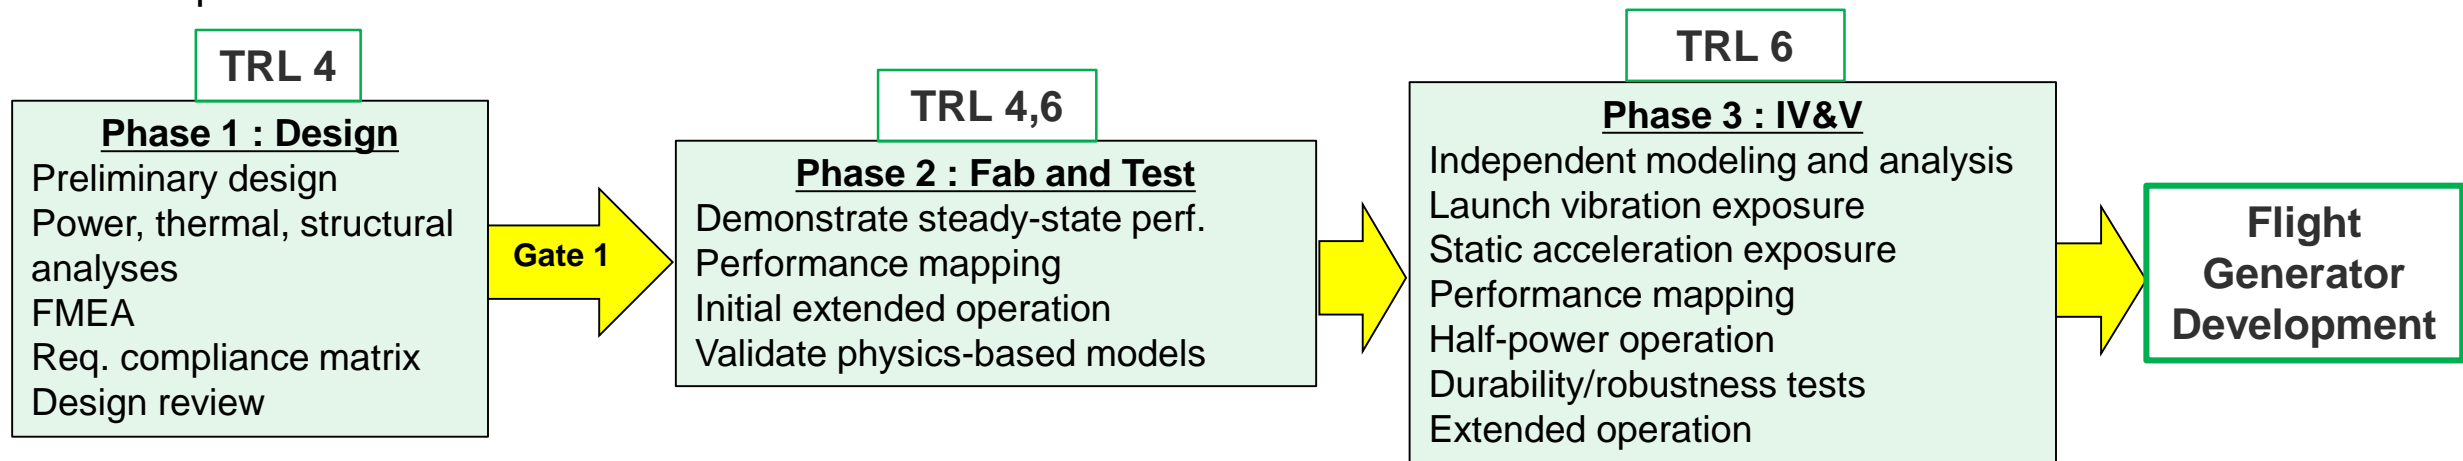 TRL 4
Phase 1 : Design
Preliminary design
Power, thermal, structural
analyses
FMEA
Req. compliance matrix
Design review
Gate 1
TRL 4,6
Phase 2 : Fab and Test
Demonstrate steady-state perf.
Performance mapping
Initial extended operation
Validate physics-based models
TRL 6
Phase 3 : IV&V
Independent modeling and analysis
Launch vibration exposure
Static acceleration exposure
Performance mapping
Half-power operation
Durability/robustness tests
Extended operation
Flight
Generator
Development